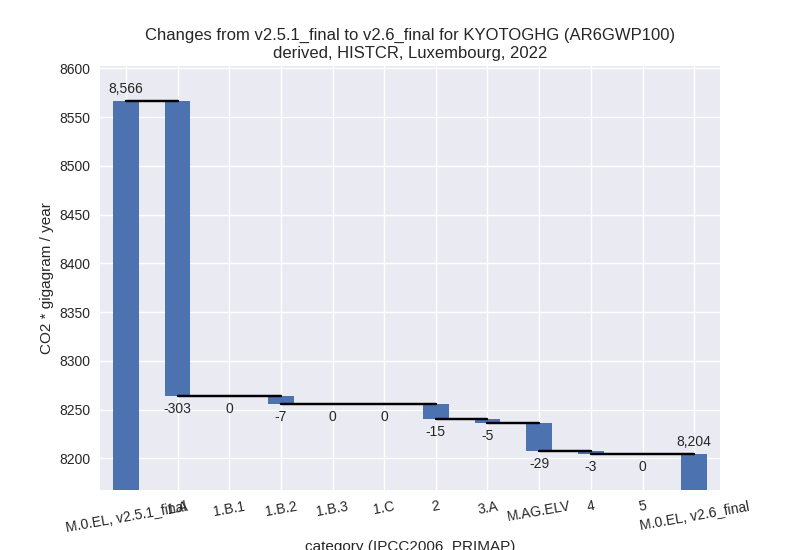 Changes from v2.5.1_final to v2.6_final for KYOTOGHG (AR6GWP100)
derived, HISTCR, Luxembourg, 2022
CO2 * gigagram / year
8600
8550
8500
8450
8400
8350
8300
8250
8200
8,566
-303
0
-7
0
0
-15
-5
-29
-3
0
8,204
M.0.EL, v2.5.1_final
1.A
1.B.1
1.B.2
1.B.3
1.C
2
3.A
M.AG.ELV
4
5
M.0.EL, v2.6_final
category (IPCC2006_PRIMAP)